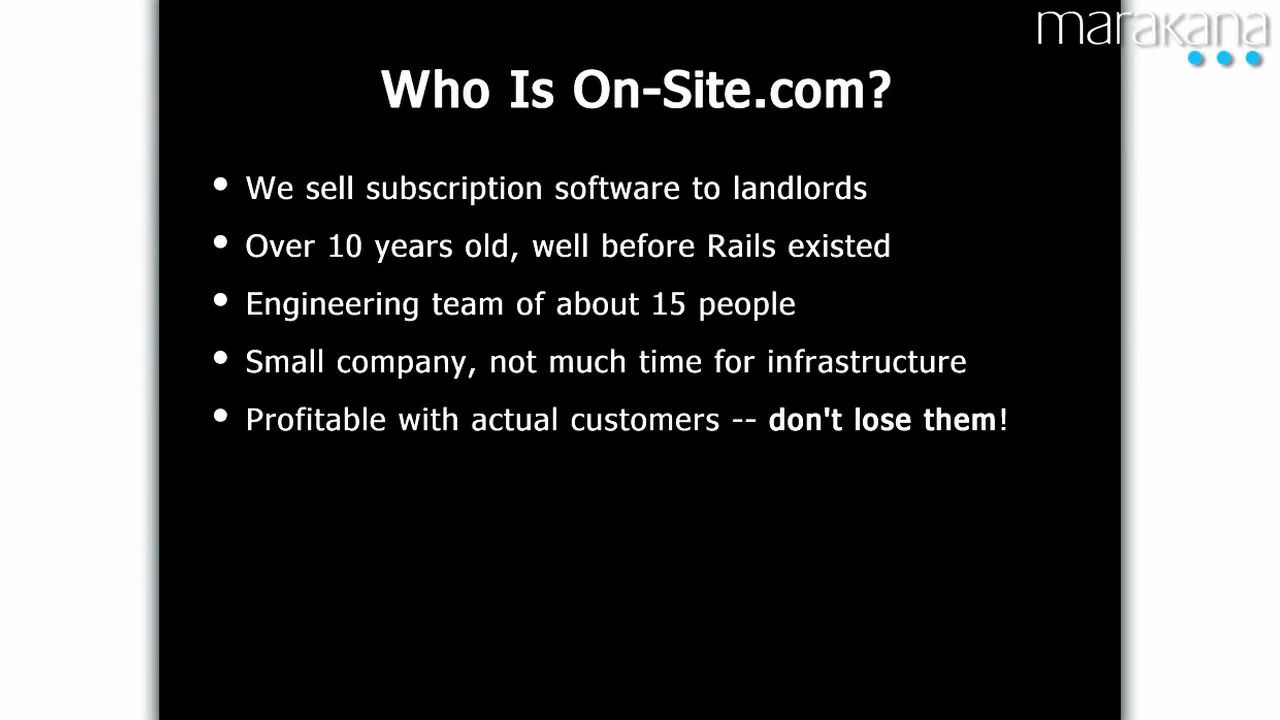 marakana
Who Is On-Site.com?
• We sell subscription software to landlords
• Over 10 years old, well before Rails existed
• Engineering team of about 15 people
• Small company, not much time for infrastructure
• Profitable with actual customers -- don't lose them!